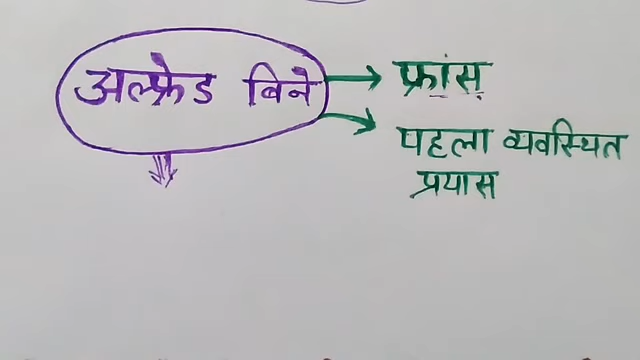 अल्फ्रेड बिने
फ्रांस
पहला व्यवस्थित
प्रयास